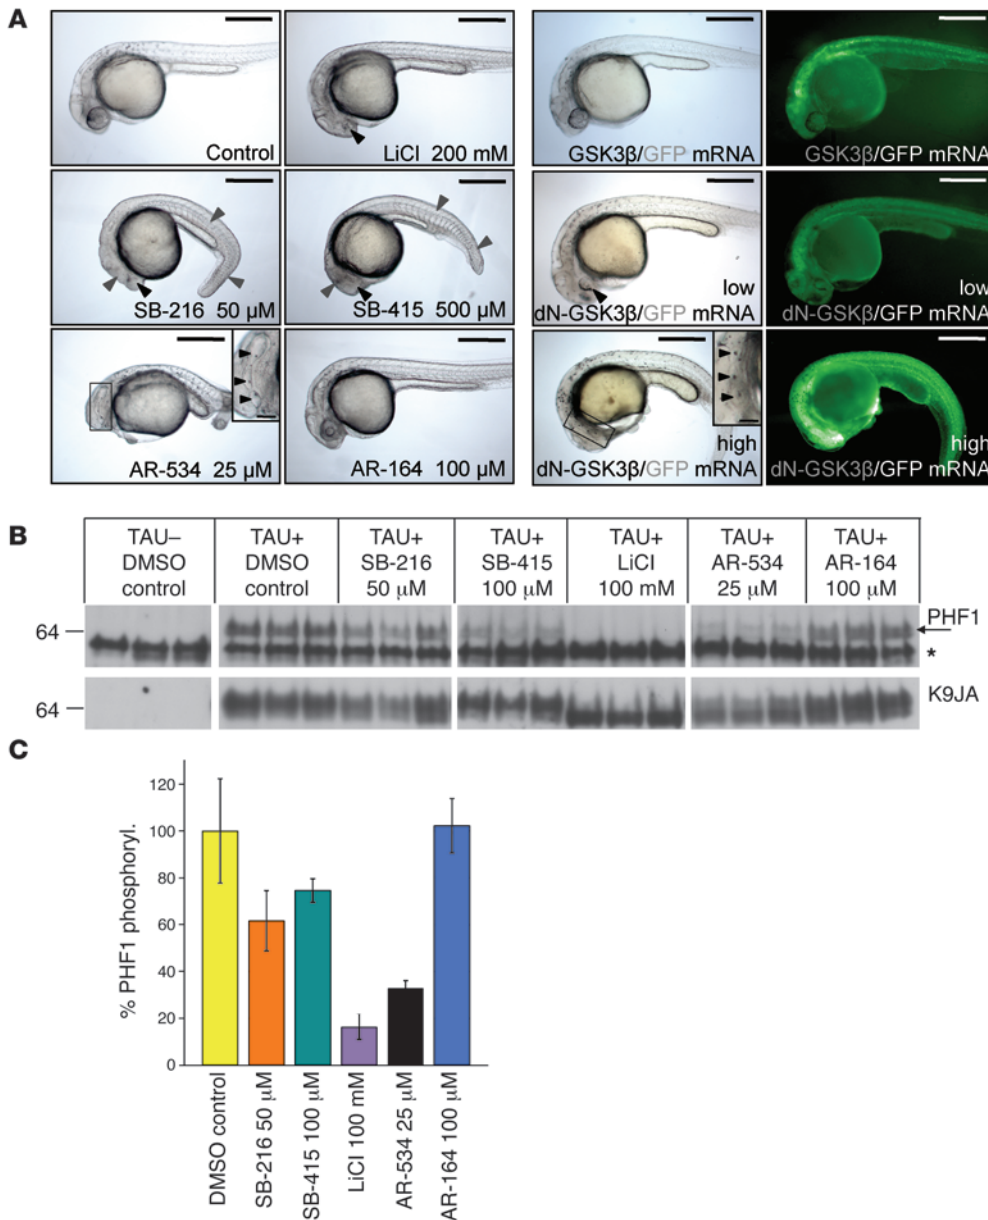 A
Control
LiCl 200 mM
GSK3β/GFP mRNA
GSK3β/GFP mRNA
SB-216 50 µM
SB-415 500 µM
low
dN-GSK3β/GFP mRNA
low
dN-GSK3β/GFP mRNA
AR-534 25 µM
AR-164 100 µM
high
dN-GSK3β/GFP mRNA
high
dN-GSK3β/GFP mRNA
B
TAU–
DMSO
control
TAU+
DMSO
control
TAU+
SB-216
50 µM
TAU+
SB-415
100 µM
TAU+
LiCl
100 mM
TAU+
AR-534
25 µM
TAU+
AR-164
100 µM
64
PHF1
*
64
K9JA
C
% PHF1 phosphoryl.
120
100
80
60
40
20
0
DMSO control
SB-216 50 µM
SB-415 100 µM
LiCl 100 mM
AR-534 25 µM
AR-164 100 µM